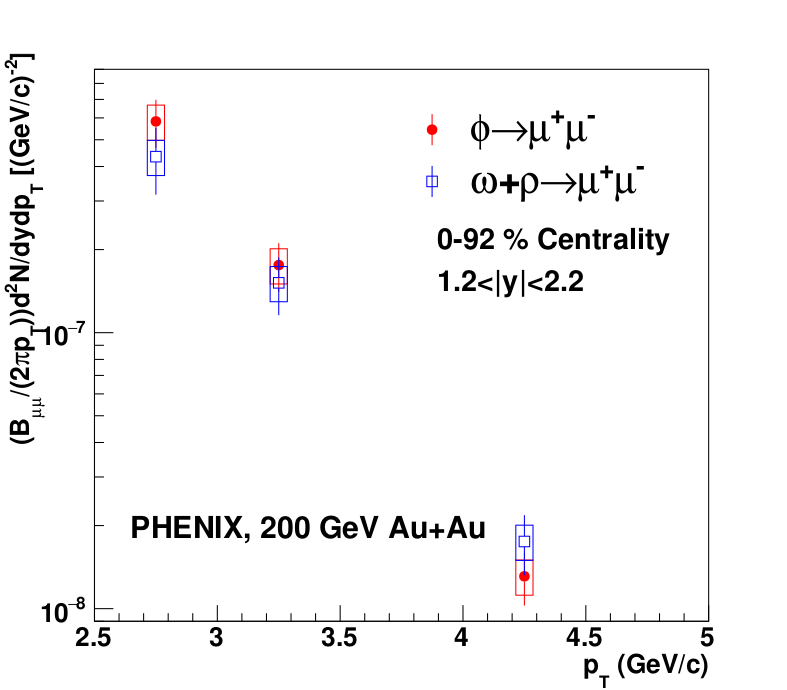 (B_μμ/(2πp_T))d²N/dydp_T [(GeV/c)⁻²]
ϕ→μ⁺μ⁻
ω+ρ→μ⁺μ⁻
0-92 % Centrality
1.2<|y|<2.2
10⁻⁷
PHENIX, 200 GeV Au+Au
10⁻⁸
2.5 3 3.5 4 4.5 5
p_T (GeV/c)